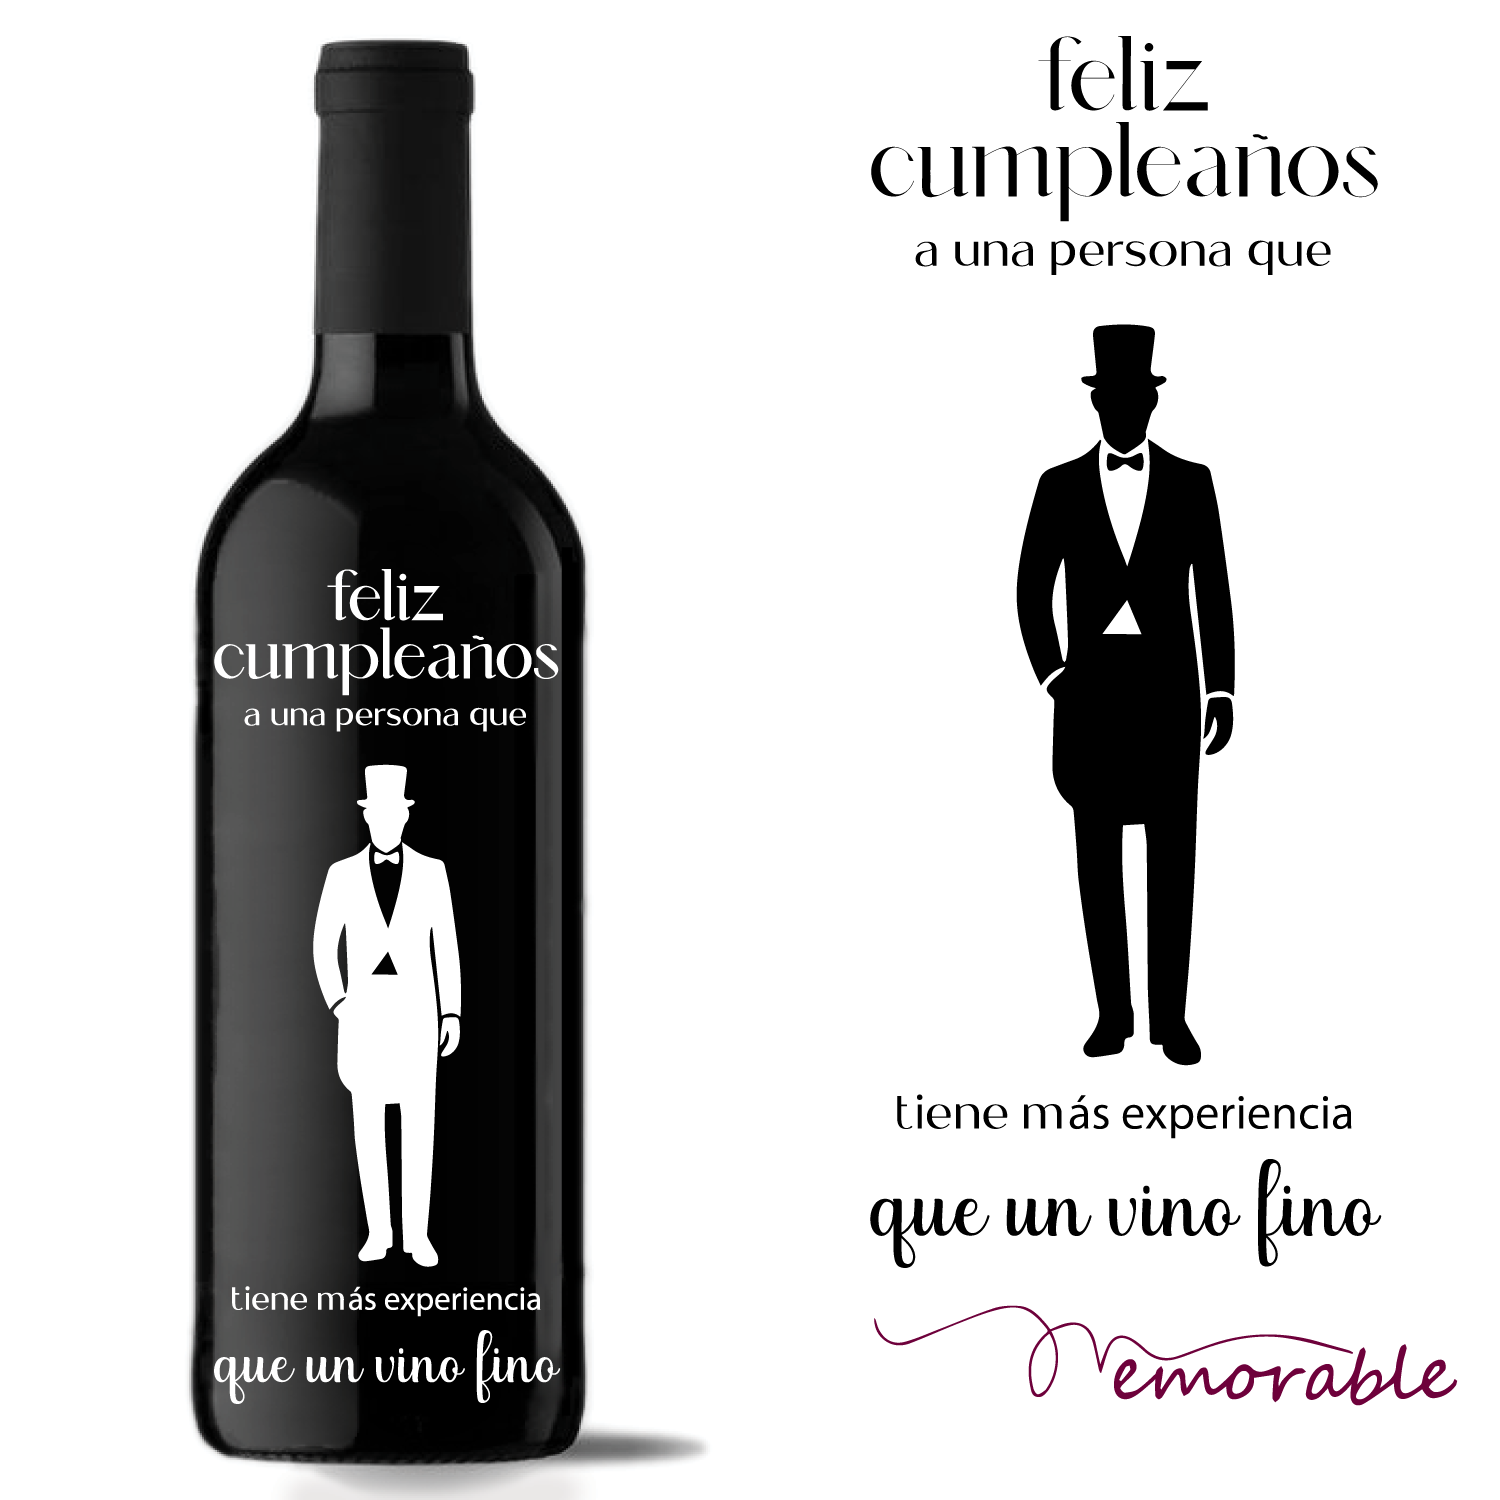 feliz
cumpleaños
a una persona que
tiene más experiencia
que un vino fino
feliz
cumpleaños
a una persona que
tiene más experiencia
que un vino fino
Memorable